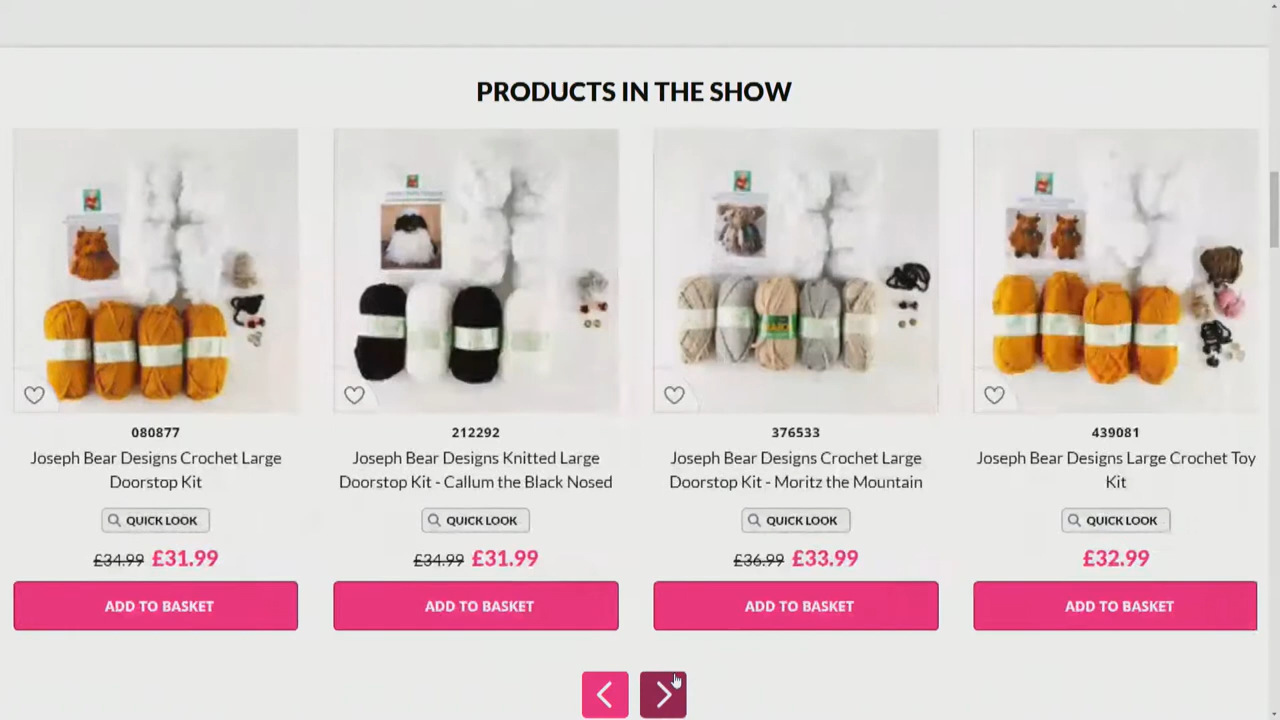 PRODUCTS IN THE SHOW
080877
Joseph Bear Designs Crochet Large
Doorstop Kit
QUICK LOOK
£34.99 £31.99
ADD TO BASKET
212292
Joseph Bear Designs Knitted Large
Doorstop Kit - Callum the Black Nosed
QUICK LOOK
£34.99 £31.99
ADD TO BASKET
376533
Joseph Bear Designs Crochet Large
Doorstop Kit - Moritz the Mountain
QUICK LOOK
£36.99 £33.99
ADD TO BASKET
439081
Joseph Bear Designs Large Crochet Toy
Kit
QUICK LOOK
£32.99
ADD TO BASKET